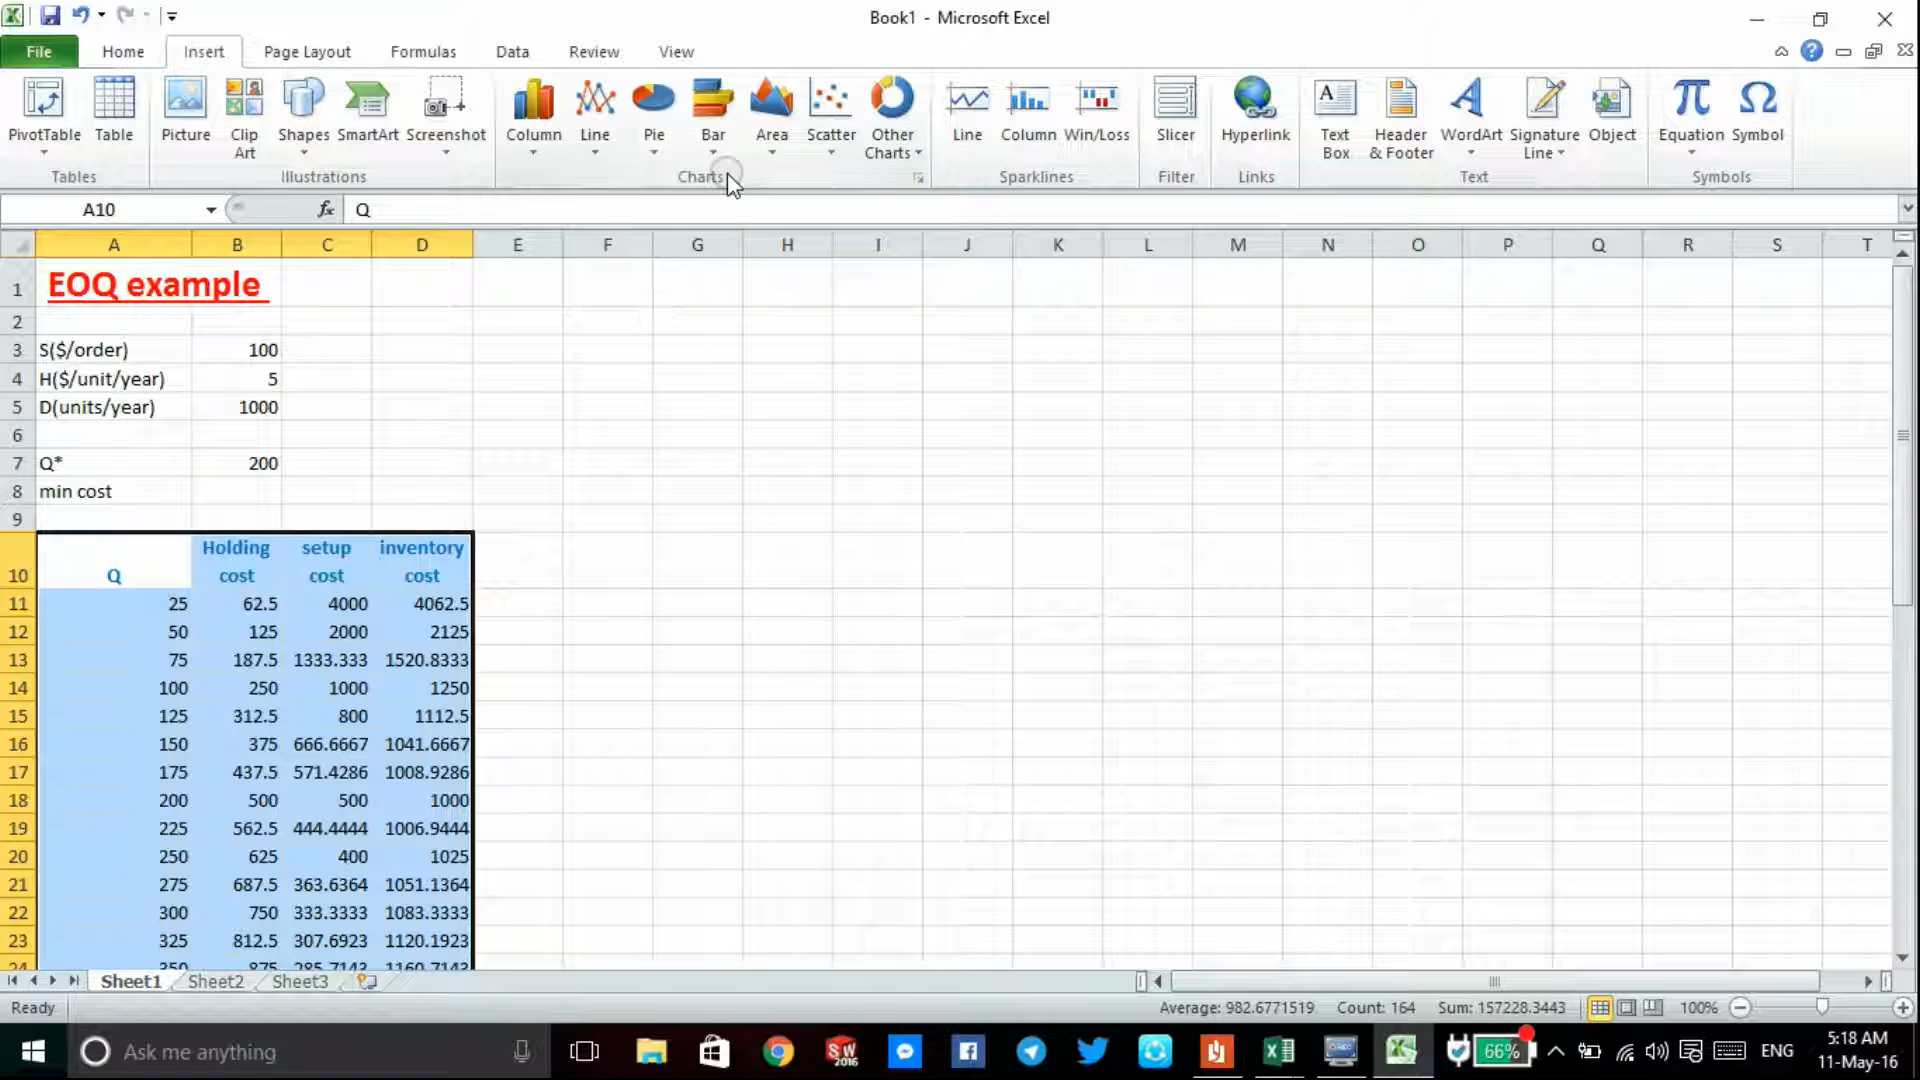 Book1 - Microsoft Excel
File Home Insert Page Layout Formulas Data Review View
PivotTable Table Picture Clip Art Shapes SmartArt Screenshot Column Line Pie Bar Area Scatter Other Charts Line Column Win/Loss Slicer Hyperlink Text Box Header & Footer WordArt Signature Line Object Equation Symbol
Tables Illustrations Charts Sparklines Filter Links Text Symbols
A10 fx Q
A B C D E F G H I J K L M N O P Q R S T
1 EOQ example
2
3 S($/order) 100
4 H($/unit/year) 5
5 D(units/year) 1000
6
7 Q* 200
8 min cost
9
Holding setup inventory
10 Q cost cost cost
11 25 62.5 4000 4062.5
12 50 125 2000 2125
13 75 187.5 1333.333 1520.8333
14 100 250 1000 1250
15 125 312.5 800 1112.5
16 150 375 666.6667 1041.6667
17 175 437.5 571.4286 1008.9286
18 200 500 500 1000
19 225 562.5 444.4444 1006.9444
20 250 625 400 1025
21 275 687.5 363.6364 1051.1364
22 300 750 333.3333 1083.3333
23 325 812.5 307.6923 1120.1923
24 350 875 285.7143 1160.7143
Sheet1 Sheet2 Sheet3
Ready Average: 982.6771519 Count: 164 Sum: 157228.3443 100%
Ask me anything SW 2016 66% ENG 5:18 AM
11-May-16